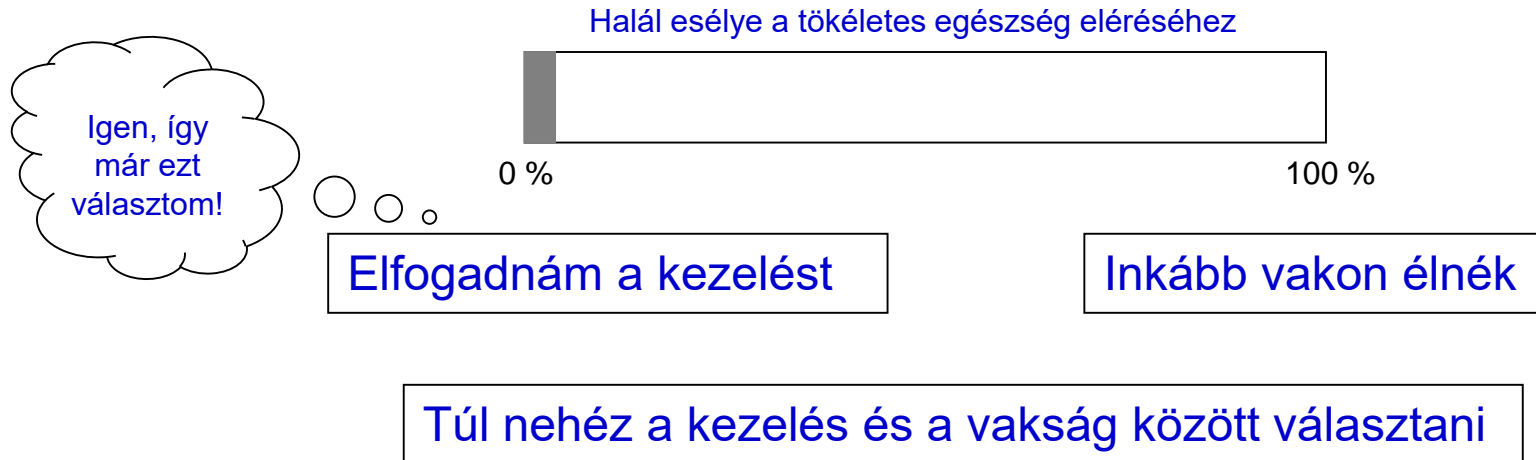 Halál esélye a tökéletes egészség eléréséhez
Igen, így
már ezt
választom!
0 %
100 %
Elfogadnám a kezelést
Inkább vakon élnék
Túl nehéz a kezelés és a vakság között választani